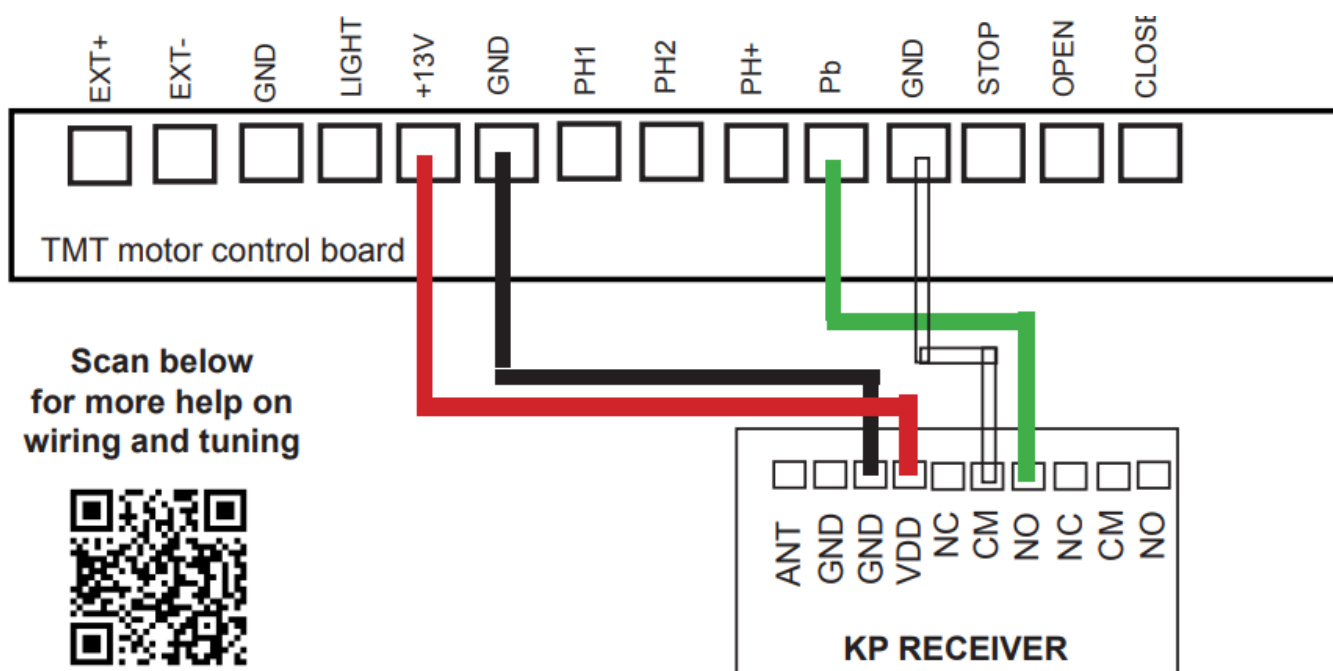 EXT+
EXT-
GND
LIGHT
+13V
GND
PH1
PH2
PH+
Pb
GND
STOP
OPEN
CLOSE
TMT motor control board
Scan below
for more help on
wiring and tuning
ANT
GND
GND
VDD
NC
CM
NO
NC
CM
NO
KP RECEIVER